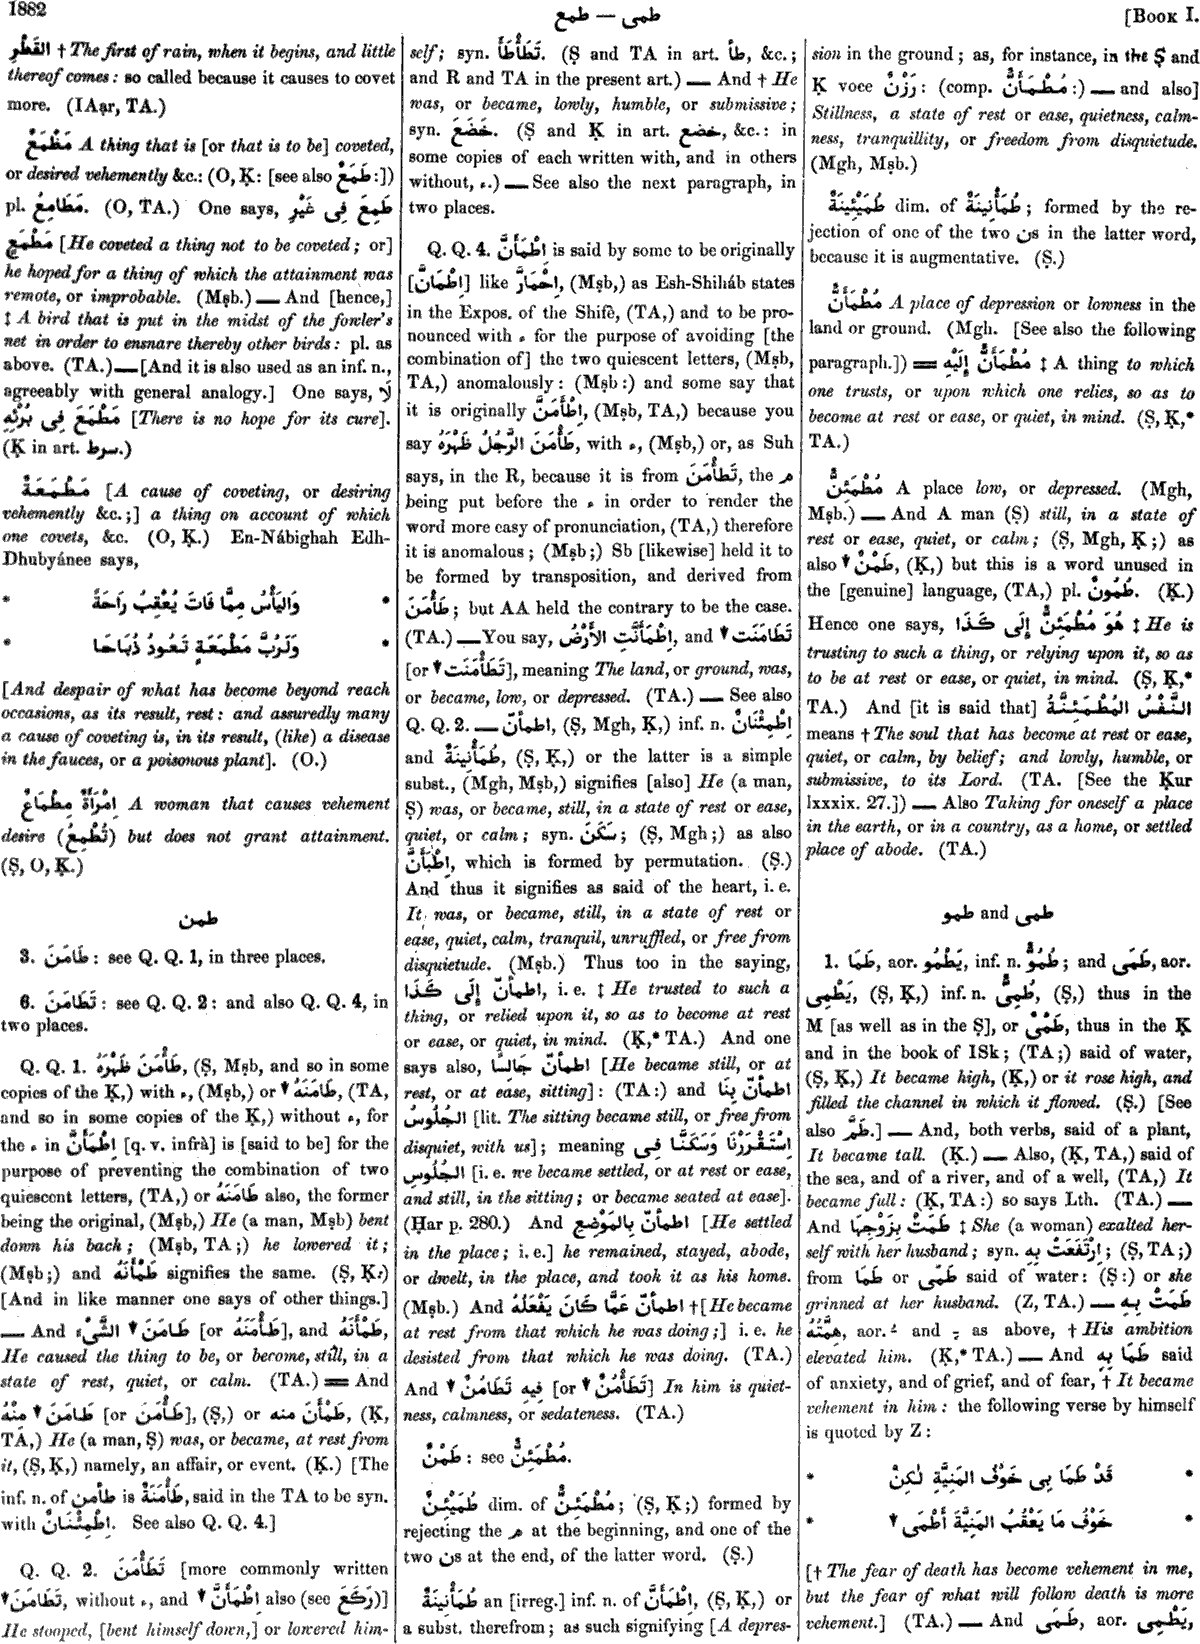 1882
طمع — طمى
[Book I.
القَطْرِ † The first of rain, when it begins, and little
thereof comes: so called because it causes to covet
more. (IAạr, TA.)
مَطْمَعٌ A thing that is [or that is to be] coveted,
or desired vehemently &c.: (O, Ḳ: [see also طَمَعٌ:])
pl. مَطَامِعُ. (O, TA.) One says, طَمِعَ فِى غَيْرِ
مَطْمَعٍ [He coveted a thing not to be coveted; or]
he hoped for a thing of which the attainment was
remote, or improbable. (Mṣb.) — And [hence,]
‡ A bird that is put in the midst of the fowler's
net in order to ensnare thereby other birds: pl. as
above. (TA.) — [And it is also used as an inf. n.,
agreeably with general analogy.] One says, لَا
مَطْمَعَ فِى بُرْئِهِ [There is no hope for its cure].
(Ḳ in art. سرط.)
مَطْمَعَةٌ [A cause of coveting, or desiring
vehemently &c.;] a thing on account of which
one covets, &c. (O, Ḳ.) En-Nábighah Edh-
Dhubyánee says,
* وَاليَأْسُ مِمَّا فَاتَ يُعْقِبُ رَاحَةً *
* وَلَرُبَّ مَطْمَعَةٍ تَعُودُ ذُبَاحَا *
[And despair of what has become beyond reach
occasions, as its result, rest: and assuredly many
a cause of coveting is, in its result, (like) a disease
in the fauces, or a poisonous plant]. (O.)
اِمْرَأَةٌ مِطْمَاعٌ A woman that causes vehement
desire (تُطْمِعُ) but does not grant attainment.
(Ṣ, O, Ḳ.)
طمن
3. طَامَنَ: see Q. Q. 1, in three places.
6. تَطَامَنَ: see Q. Q. 2: and also Q. Q. 4, in
two places.
Q. Q. 1. طَأْمَنَ ظَهْرَهُ, (Ṣ, Mṣb, and so in some
copies of the Ḳ,) with ء, (Mṣb,) or طَامَنَهُ▼, (TA,
and so in some copies of the Ḳ,) without ء, for
the ء in اِطْمَأَنَّ [q. v. infrà] is [said to be] for the
purpose of preventing the combination of two
quiescent letters, (TA,) or طَامَنَهُ also, the former
being the original, (Mṣb,) He (a man, Mṣb) bent
down his back; (Mṣb, TA;) he lowered it;
(Mṣb;) and طَمْأَنَهُ signifies the same. (Ṣ, Ḳ.)
[And in like manner one says of other things.]
— And طَامَنَ▼ الشَّىْءَ [or طَأْمَنَهُ], and طَمْأَنَهُ,
He caused the thing to be, or become, still, in a
state of rest, quiet, or calm. (TA.) = And
طَامَنَ▼ مِنْهُ [or طَأْمَنَ], (Ṣ,) or طَمْأَنَ منه, (Ḳ,
TA,) He (a man, Ṣ) was, or became, at rest from
it, (Ṣ, Ḳ,) namely, an affair, or event. (Ḳ.) [The
inf. n. of طأمن is طَأْمَنَةٌ, said in the TA to be syn.
with اِطْمِئْنَانٌ. See also Q. Q. 4.]
Q. Q. 2. تَطَأْمَنَ [more commonly written
تَطَامَنَ▼, without ء, and اِطْمَأَنَّ▼ also (see رَكَعَ)]
He stooped, [bent himself down,] or lowered him-
self; syn. تَطَأْطَأَ. (Ṣ and TA in art. طأ, &c.;
and R and TA in the present art.) — And † He
was, or became, lowly, humble, or submissive;
syn. خَضَعَ. (Ṣ and Ḳ in art. خضع, &c.: in
some copies of each written with, and in others
without, ء.) — See also the next paragraph, in
two places.
Q. Q. 4. اِطْمَأَنَّ is said by some to be originally
[اِطْمَانَّ] like اِحْمَارَّ, (Mṣb,) as Esh-Shiháb states
in the Expos. of the Shifè, (TA,) and to be pro-
nounced with ء for the purpose of avoiding [the
combination of] the two quiescent letters, (Mṣb,
TA,) anomalously: (Mṣb:) and some say that
it is originally اِطْأَمَنَّ, (Mṣb, TA,) because you
say طَأْمَنَ الرَّجُلُ ظَهْرَهُ, with ء, (Mṣb,) or, as Suh
says, in the R, because it is from تَطَأْمَنَ, the م
being put before the ء in order to render the
word more easy of pronunciation, (TA,) therefore
it is anomalous; (Mṣb;) Sb [likewise] held it to
be formed by transposition, and derived from
طَأْمَنَ; but AA held the contrary to be the case.
(TA.) — You say, اِطْمَأَنَّتِ الأَرْضُ, and تَطَامَنَت▼
[or تَطَأْمَنَت▼], meaning The land, or ground, was,
or became, low, or depressed. (TA.) — See also
Q. Q. 2. — اطمأنّ, (Ṣ, Mgh, Ḳ,) inf. n. اِطْمِئْنَانٌ
and طُمَأْنِينَةٌ, (Ṣ, Ḳ,) or the latter is a simple
subst., (Mgh, Mṣb,) signifies [also] He (a man,
Ṣ) was, or became, still, in a state of rest or ease,
quiet, or calm; syn. سَكَنَ; (Ṣ, Mgh;) as also
اِطْبَأَنَّ, which is formed by permutation. (Ṣ.)
And thus it signifies as said of the heart, i. e.
It was, or became, still, in a state of rest or
ease, quiet, calm, tranquil, unruffled, or free from
disquietude. (Mṣb.) Thus too in the saying,
اطمأنّ إِلَى كَذَا, i. e. ‡ He trusted to such a
thing, or relied upon it, so as to become at rest
or ease, or quiet, in mind. (Ḳ,* TA.) And one
says also, اطمأنّ جَالِسًا [He became still, or at
rest, or at ease, sitting]: (TA:) and اطمأنّ بِنَا
الجُلُوسُ [lit. The sitting became still, or free from
disquiet, with us]; meaning اِسْتَقْرَرْنَا وَسَكَنَّا فِى
الجُلُوسِ [i. e. we became settled, or at rest or ease,
and still, in the sitting; or became seated at ease].
(Ḥar p. 280.) And اطمأنّ بِالمَوْضِعِ [He settled
in the place; i. e.] he remained, stayed, abode,
or dwelt, in the place, and took it as his home.
(Mṣb.) And اطمأنّ عَمَّا كَانَ يَفْعَلُهُ † [He became
at rest from that which he was doing;] i. e. he
desisted from that which he was doing. (TA.)
And فِيهِ تَطَامُنٌ▼ [or تَطَأْمُنٌ▼] In him is quiet-
ness, calmness, or sedateness. (TA.)
طَمْنٌ: see مُطْمَئِنٌّ.
طُمَيْئِنٌ dim. of مُطْمَئِنٌّ; (Ṣ, Ḳ;) formed by
rejecting the م at the beginning, and one of the
two ن‎s at the end, of the latter word. (Ṣ.)
طُمَأْنِينَةٌ an [irreg.] inf. n. of اِطْمَأَنَّ, (Ṣ, Ḳ,) or
a subst. therefrom; as such signifying [A depres-
sion in the ground; as, for instance, in the Ṣ and
Ḳ voce رَزْنٌ: (comp. مُطْمَأَنٌّ:) — and also]
Stillness, a state of rest or ease, quietness, calm-
ness, tranquillity, or freedom from disquietude.
(Mgh, Mṣb.)
طُمَيْئِينَةٌ dim. of طُمَأْنِينَةٌ; formed by the re-
jection of one of the two ن‎s in the latter word,
because it is augmentative. (Ṣ.)
مُطْمَأَنٌّ A place of depression or lowness in the
land or ground. (Mgh. [See also the following
paragraph.]) = مُطْمَأَنٌّ إِلَيْهِ ‡ A thing to which
one trusts, or upon which one relies, so as to
become at rest or ease, or quiet, in mind. (Ṣ, Ḳ,*
TA.)
مُطْمَئِنٌّ A place low, or depressed. (Mgh,
Mṣb.) — And A man (Ṣ) still, in a state of
rest or ease, quiet, or calm; (Ṣ, Mgh, Ḳ;) as
also طَمْنٌ▼, (Ḳ,) but this is a word unused in
the [genuine] language, (TA,) pl. طُمُونٌ. (Ḳ.)
Hence one says, هُوَ مُطْمَئِنٌّ إِلَى كَذَا ‡ He is
trusting to such a thing, or relying upon it, so as
to be at rest or ease, or quiet, in mind. (Ṣ, Ḳ,*
TA.) And [it is said that] النَّفْسُ المُطْمَئِنَّةُ
means † The soul that has become at rest or ease,
quiet, or calm, by belief; and lowly, humble, or
submissive, to its Lord. (TA. [See the Ḳur
lxxxix. 27.]) — Also Taking for oneself a place
in the earth, or in a country, as a home, or settled
place of abode. (TA.)
طمو and طمى
1. طَمَا, aor. يَطْمُو, inf. n. طُمُوٌّ; and طَمَى, aor.
يَطْمِى, (Ṣ, Ḳ,) inf. n. طُمِىٌّ, (Ṣ,) thus in the
M [as well as in the Ṣ], or طَمْىٌ, thus in the Ḳ
and in the book of ISk; (TA;) said of water,
(Ṣ, Ḳ,) It became high, (Ḳ,) or it rose high, and
filled the channel in which it flowed. (Ṣ.) [See
also طَمَّ.] — And, both verbs, said of a plant,
It became tall. (Ḳ.) — Also, (Ḳ, TA,) said of
the sea, and of a river, and of a well, (TA,) It
became full: (Ḳ, TA:) so says Lth. (TA.) —
And طَمَتْ بِزَوْجِهَا ‡ She (a woman) exalted her-
self with her husband; syn. اِرْتَفَعَتْ بِهِ; (Ṣ, TA;)
from طَمَا or طَمَى said of water: (Ṣ:) or she
grinned at her husband. (Z, TA.) — طَمَتْ بِهِ
هِمَّتُهُ, aor. ـُ and ـِ as above, † His ambition
elevated him. (Ḳ,* TA.) — And طَمَا بِهِ said
of anxiety, and of grief, and of fear, † It became
vehement in him: the following verse by himself
is quoted by Z:
* قَدْ طَمَا بِى خَوْفُ المَنِيَّةِ لٰكِنْ *
* خَوْفُ مَا يَعْقُبُ المَنِيَّةَ أَطْمَى▼ *
[† The fear of death has become vehement in me,
but the fear of what will follow death is more
vehement.] (TA.) — And طَمَى, aor. يَطْمِى,